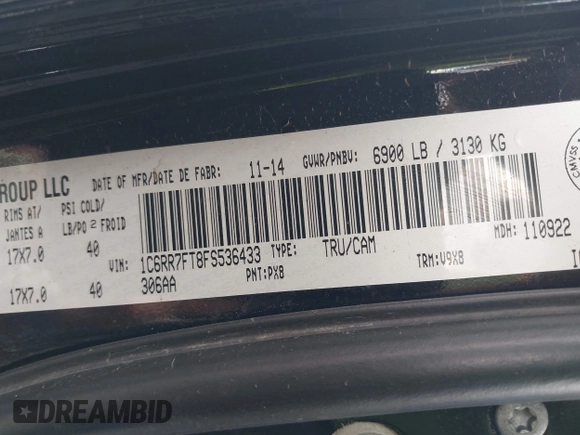 ROUP LLC DATE OF MFR/DATE DE FABR: 11-14 GVWR/PNBV: 6900 LB / 3130 KG
RIMS AT/ PSI COLD/
JANTES A LB/PO 2 FROID
17X7.0 40 VIN: 1C6RR7FT8FS536433 TYPE: TRU/CAM MDH: 110922
PNT:PX8 TRM:V9X8
17X7.0 40 306AA
CMVSS
DREAMBID